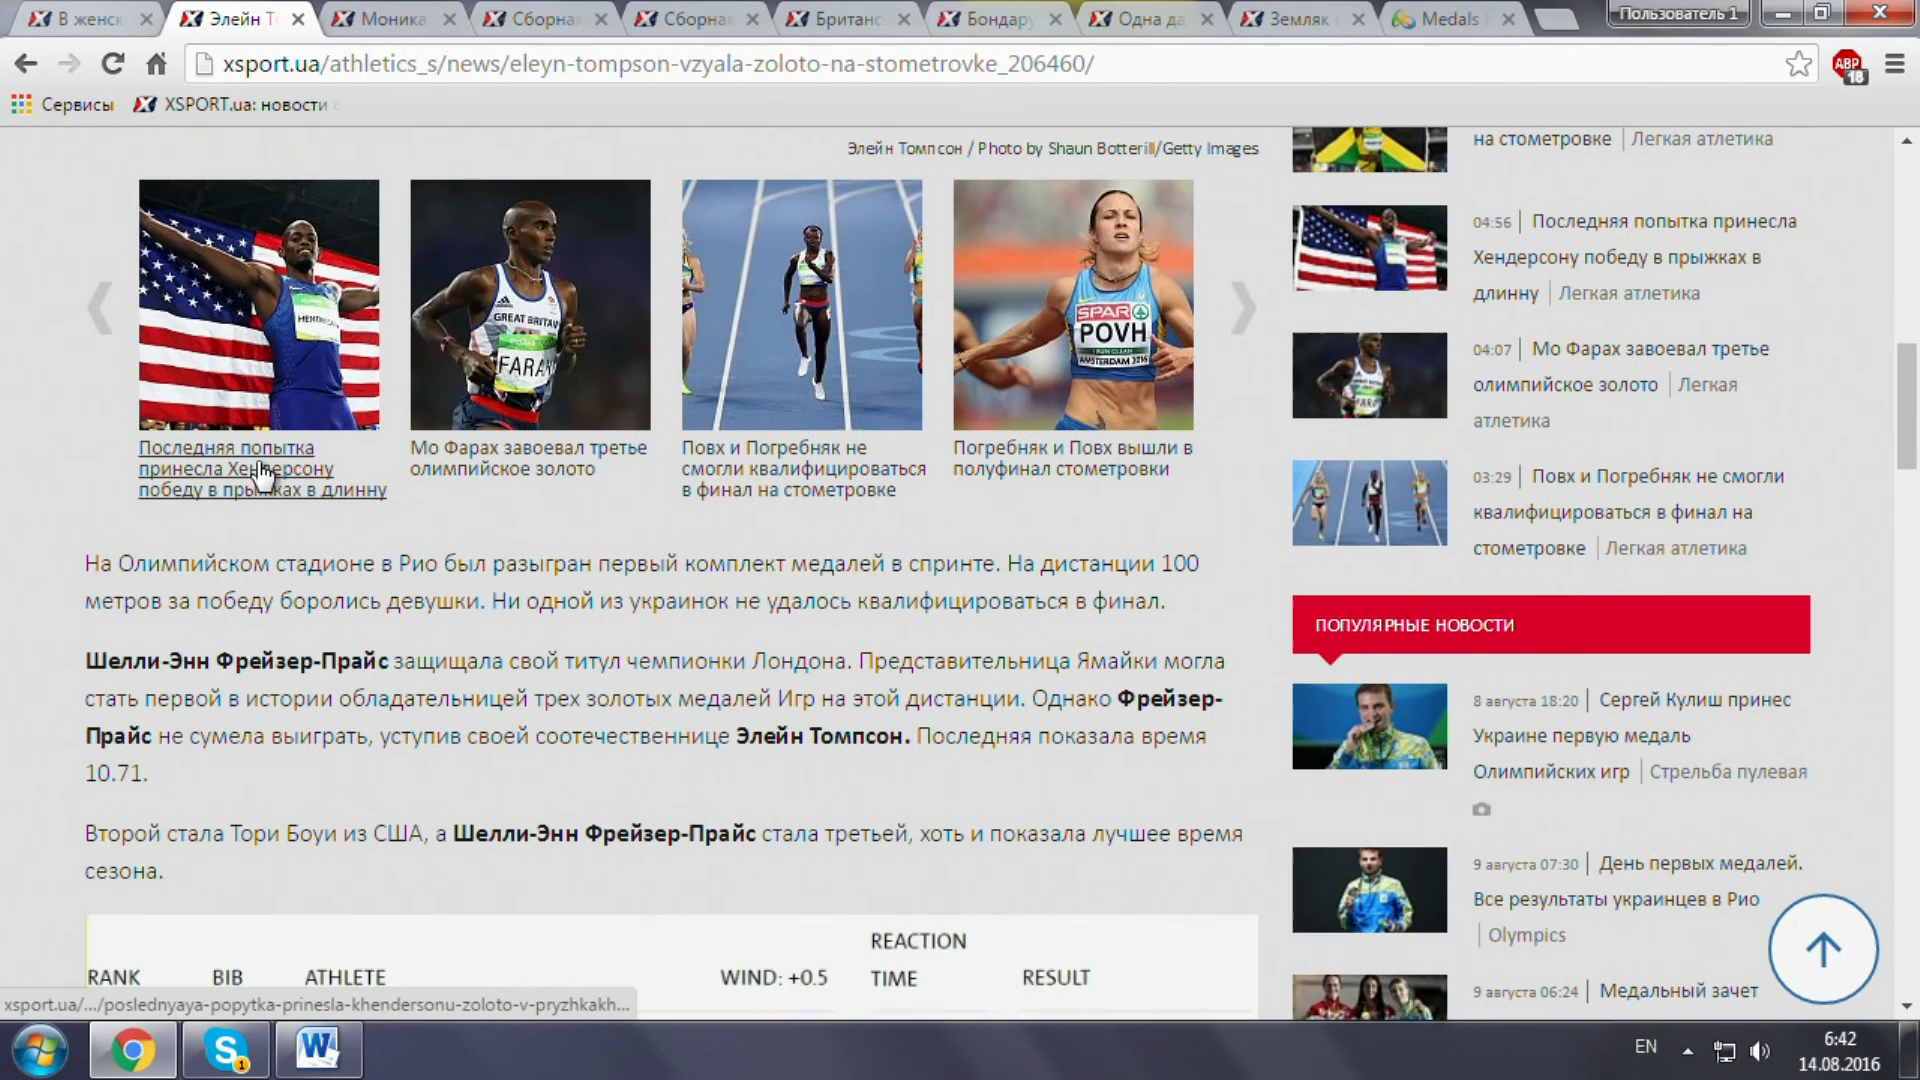 В женск
Элейн Т
Моника
Сборная
Сборная
Британс
Бондару
Одна да
Земляк
Medals
Пользователь 1
xsport.ua/athletics_s/news/eleyn-tompson-vzyala-zoloto-na-stometrovke_206460/
ABP
18
Сервисы
XSPORT.ua: новости
Элейн Томпсон / Photo by Shaun Botterill/Getty Images
GREAT BRITAIN
FARAH
SPAR
POVH
AMSTERDAM 2016
Последняя попытка
принесла Хендерсону
победу в прыжках в длинну
Мо Фарах завоевал третье
олимпийское золото
Повх и Погребняк не
смогли квалифицироваться
в финал на стометровке
Погребняк и Повх вышли в
полуфинал стометровки
На Олимпийском стадионе в Рио был разыгран первый комплект медалей в спринте. На дистанции 100
метров за победу боролись девушки. Ни одной из украинок не удалось квалифицироваться в финал.
Шелли-Энн Фрейзер-Прайс защищала свой титул чемпионки Лондона. Представительница Ямайки могла
стать первой в истории обладательницей трех золотых медалей Игр на этой дистанции. Однако Фрейзер-
Прайс не сумела выиграть, уступив своей соотечественнице Элейн Томпсон. Последняя показала время
10.71.
Второй стала Тори Боуи из США, а Шелли-Энн Фрейзер-Прайс стала третьей, хоть и показала лучшее время
сезона.
REACTION
RANK BIB ATHLETE WIND: +0.5 TIME RESULT
xsport.ua/.../poslednyaya-popytka-prinesla-khendersonu-zoloto-v-pryzhkakh...
на стометровке | Легкая атлетика
04:56 | Последняя попытка принесла
Хендерсону победу в прыжках в
длинну | Легкая атлетика
04:07 | Мо Фарах завоевал третье
олимпийское золото | Легкая
атлетика
03:29 | Повх и Погребняк не смогли
квалифицироваться в финал на
стометровке | Легкая атлетика
ПОПУЛЯРНЫЕ НОВОСТИ
8 августа 18:20 | Сергей Кулиш принес
Украине первую медаль
Олимпийских игр | Стрельба пулевая
9 августа 07:30 | День первых медалей.
Все результаты украинцев в Рио
| Olympics
9 августа 06:24 | Медальный зачет
EN
6:42
14.08.2016